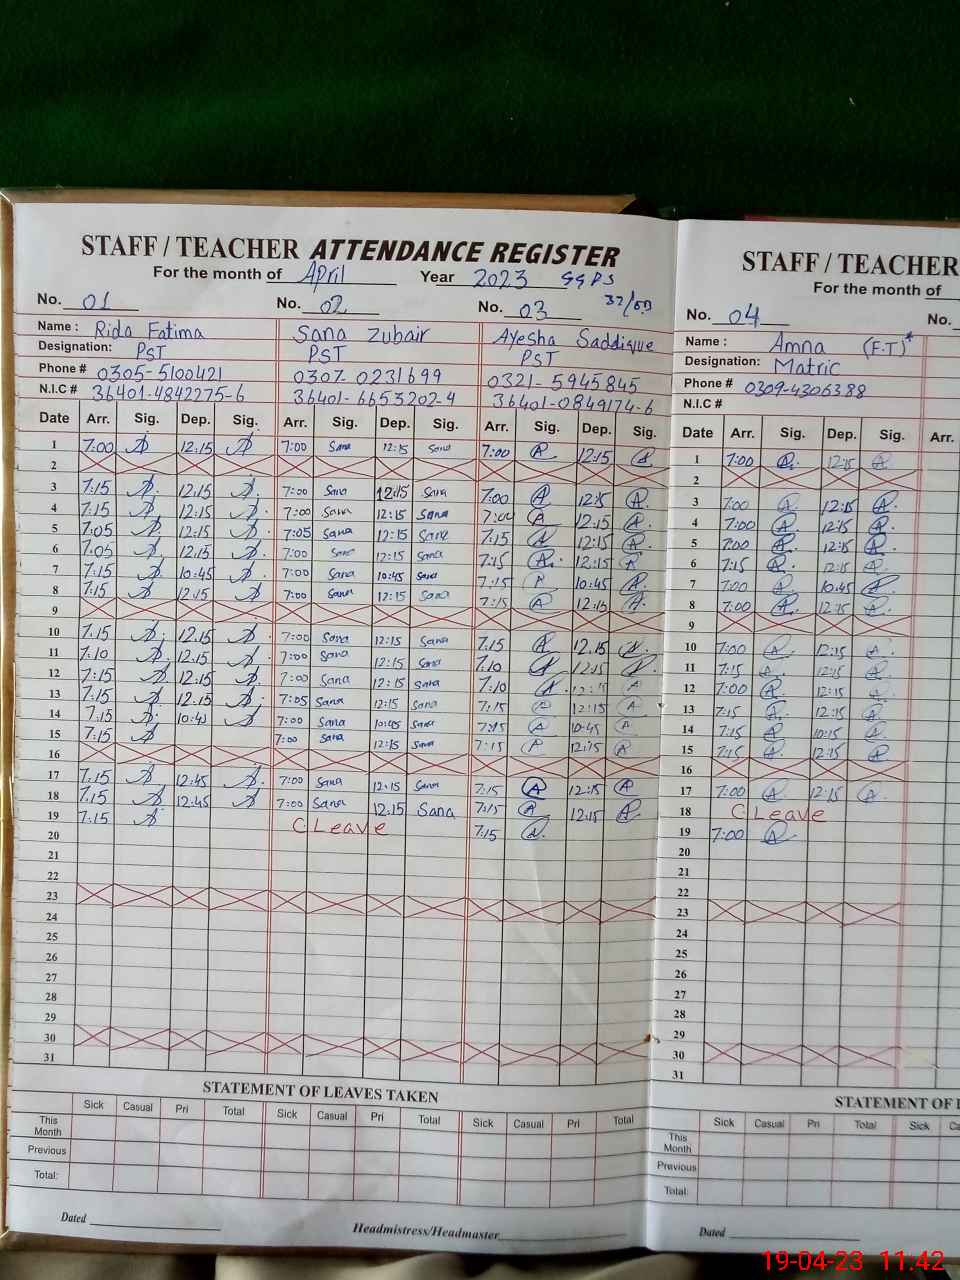 STAFF / TEACHER ATTENDANCE REGISTER
For the month of April Year 2023 GGPS
No. 01 No. 02 No. 03 32/
Name : Rida Fatima Sana Zubair Ayesha Saddique
Designation: PST PST PST
Phone # 0305-5100421 0307-0231699 0321-5945845
N.I.C # 36401-4842275-6 36401-6653202-4 36401-0849174-6
Date Arr. Sig. Dep. Sig. Arr. Sig. Dep. Sig. Arr. Sig. Dep. Sig.
1 7:00 12.15 7:00 Sana 12:15 Sana 7:00 12:15
2
3 7.15 12.15 7:00 Sana 12:15 Sana 7:00 12:15
4 7.15 12.15 7:00 Sana 12:15 Sana 7:00 12.15
5 7.05 12.15 7:05 Sana 12:15 Sana 7:15 12:15
6 7.05 12.15 7:00 Sana 12:15 Sana 7:15 12:15
7 7.15 10:45 7:00 Sana 10:45 Sana 7:15 10:45
8 7.15 12.15 7:00 Sana 12:15 Sana 7:15 12:15
9
10 7.15 12.15 7:00 Sana 12:15 Sana 7.15 12.15
11 7.10 12.15 7:00 Sana 12:15 Sana 7.10 12:15
12 7:15 12.15 7:00 Sana 12:15 Sana 7:10 12:15
13 7.15 12.15 7:05 Sana 12:15 Sana 7:15 12:15
14 7.15 10:45 7:00 Sana 10:45 Sana 7:15 10:45
15 7.15 7:00 Sana 12:15 Sana 7:15 12:15
16
17 7.15 12:45 7:00 Sana 12:15 Sana 7:15 12:15
18 7.15 12:45 7:00 Sana 12.15 Sana 7:15 12:15
19 7.15 C Leave 7:15
20
21
22
23
24
25
26
27
28
29
30
31
STATEMENT OF LEAVES TAKEN
Sick Casual Pri Total Sick Casual Pri Total Sick Casual Pri Total
This Month
Previous
Total:
Dated Headmistress/Headmaster
STAFF / TEACHER
For the month of
No. 04 No.
Name : Amna (F.T)*
Designation: Matric
Phone # 0309-4306388
N.I.C #
Date Arr. Sig. Dep. Sig. Arr.
1 7:00 12:15
2
3 7:00 12:15
4 7:00 12:15
5 7:00 12:15
6 7:15 12:15
7 7:00 10.45
8 7:00 12:15
9
10 7:00 12:15
11 7:15 12:15
12 7:00 12:15
13 7:15 12:15
14 7:15 10:15
15 7:15 12:15
16
17 7:00 12:15
18 C Leave
19 7:00
20
21
22
23
24
25
26
27
28
29
30
31
STATEMENT OF
Sick Casual Pri Total Sick
This Month
Previous
Total:
Dated
19-04-23 11:42